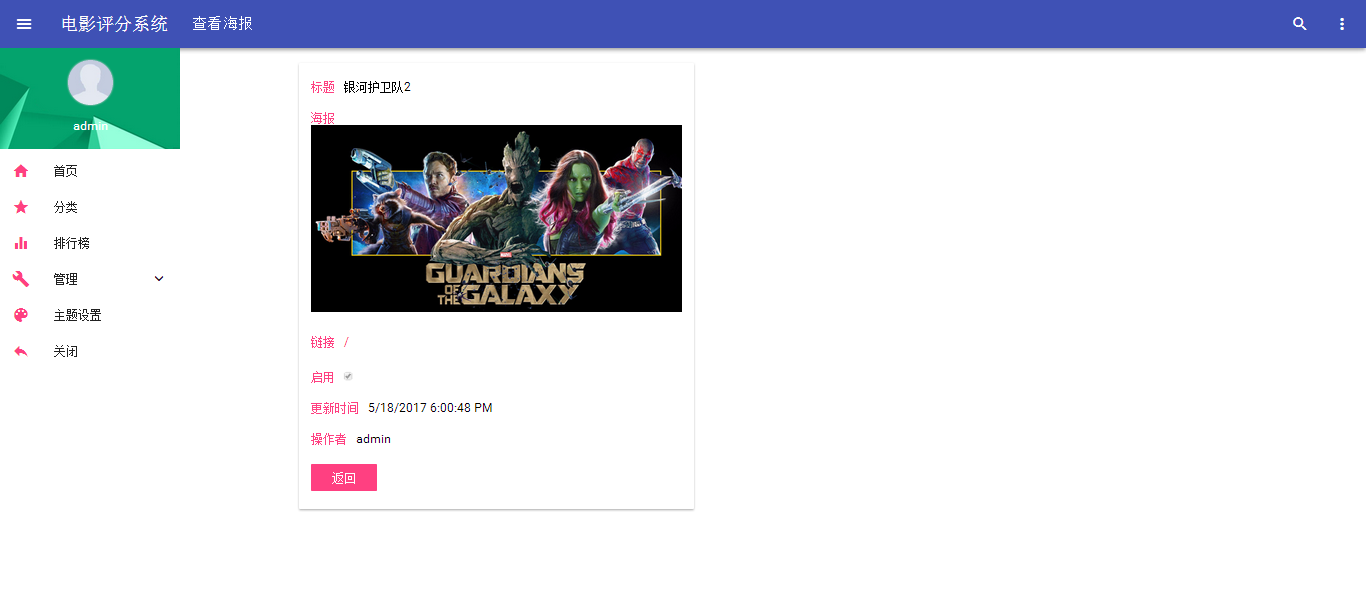 电影评分系统 查看海报
admin
首页
分类
排行榜
管理
主题设置
关闭
标题 银河护卫队2
海报
MARVEL
GUARDIANS
OF THE GALAXY
链接 /
启用
更新时间 5/18/2017 6:00:48 PM
操作者 admin
返回